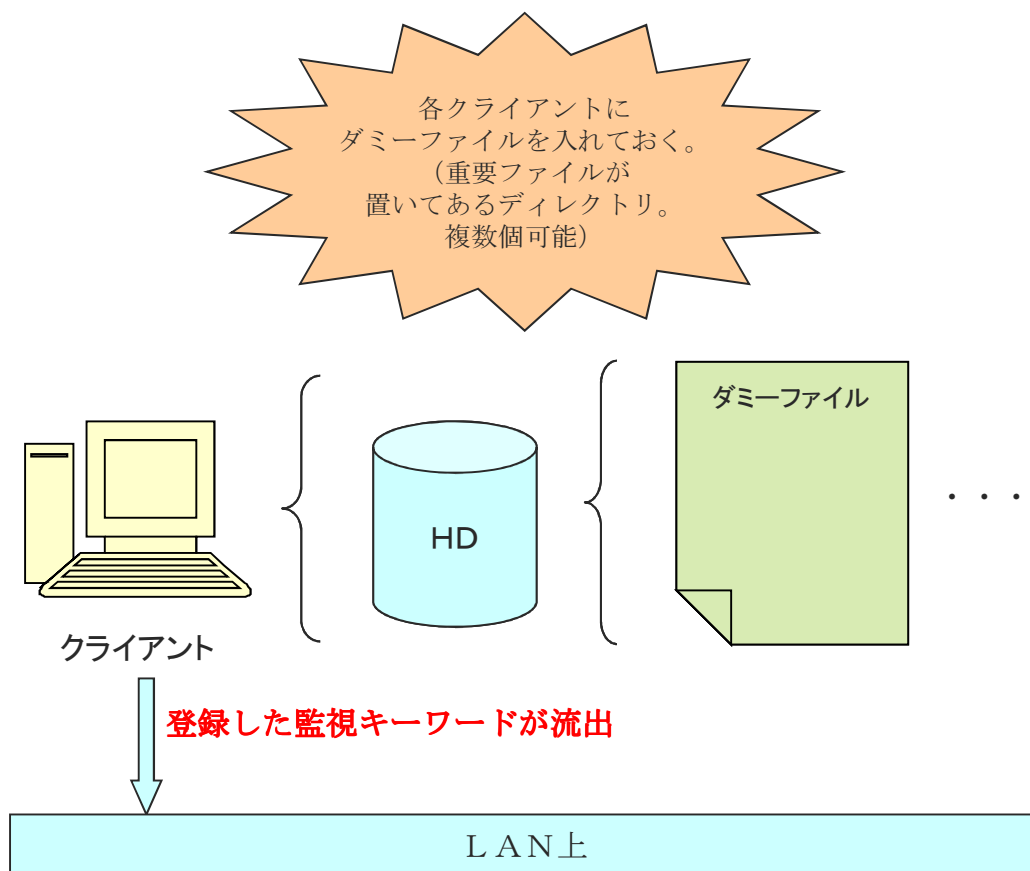 各クライアントに
ダミーファイルを入れておく。
（重要ファイルが
置いてあるディレクトリ。
複数個可能）
ダミーファイル
・・・
ＨＤ
クライアント
登録した監視キーワードが流出
ＬＡＮ上